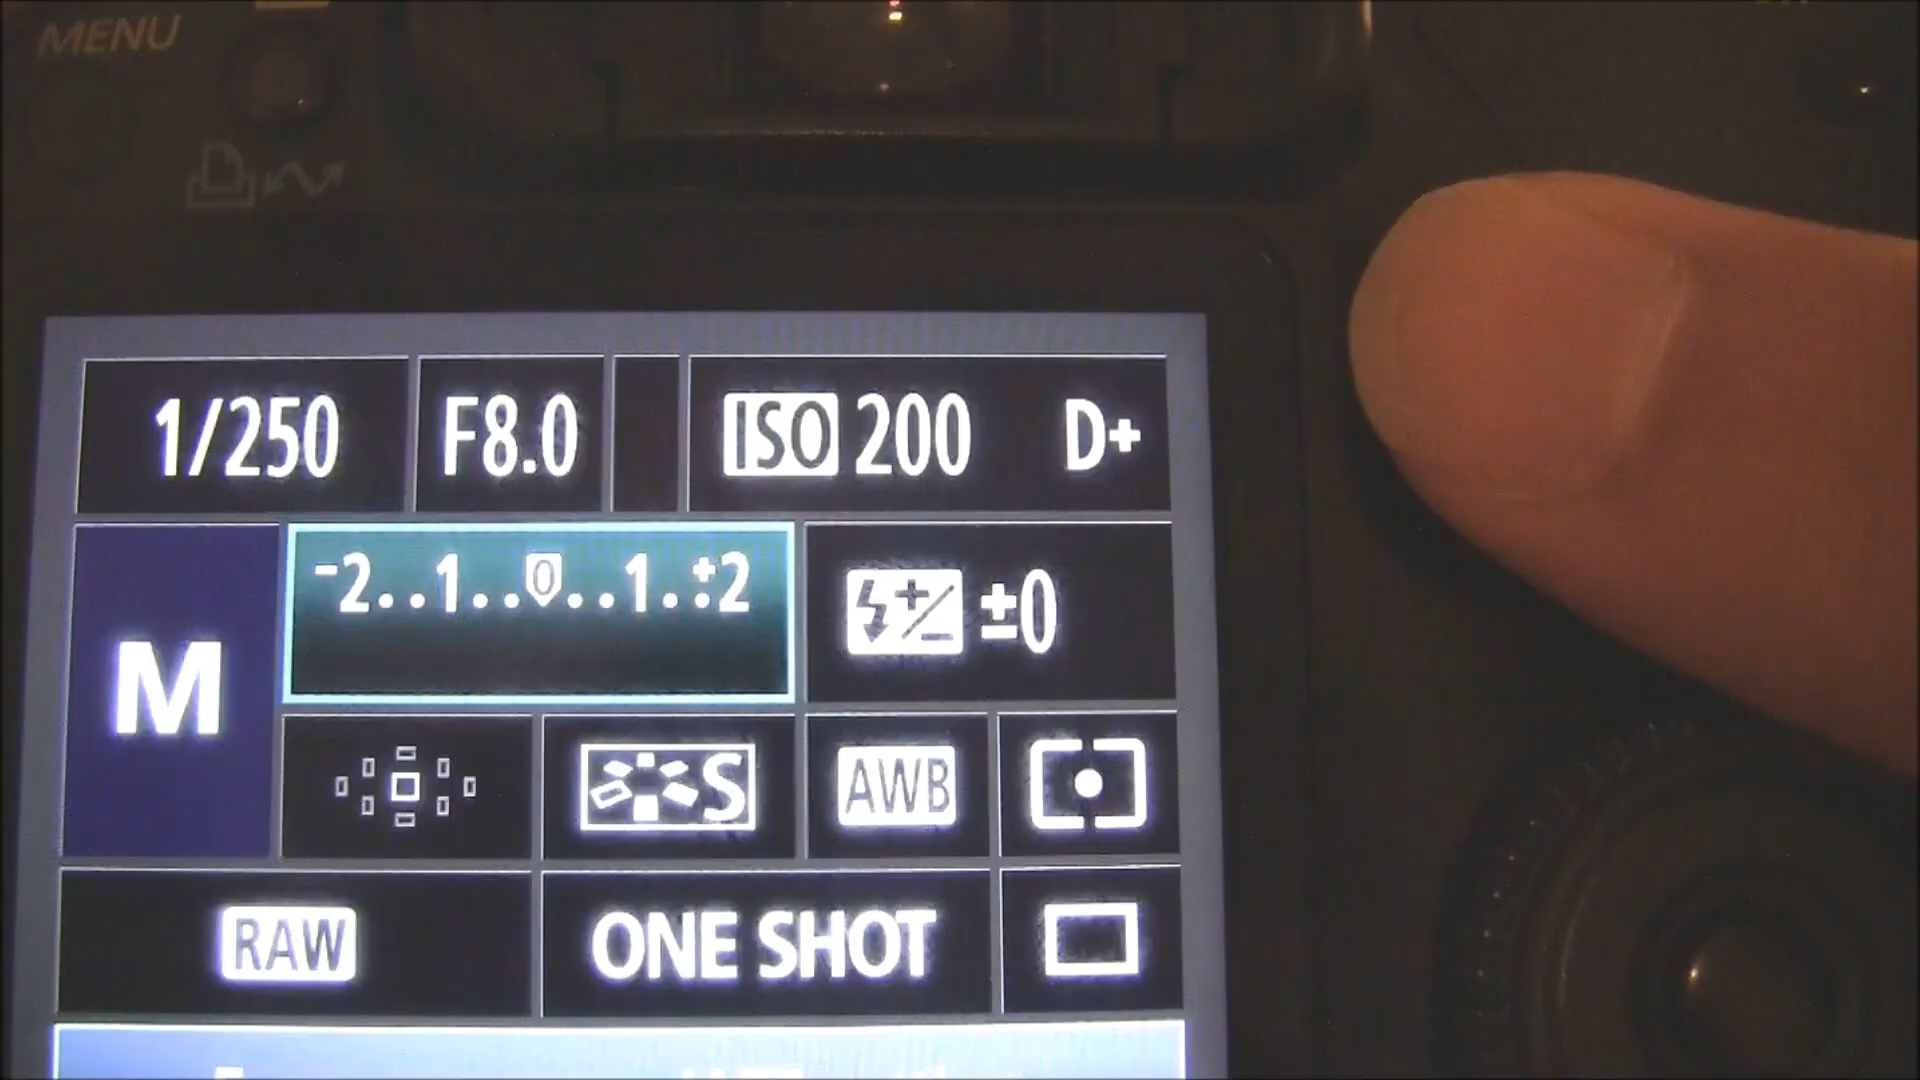 MENU
1/250 F8.0 ISO 200 D+
-2..1..0..1.:+2
±0
M
S AWB
RAW ONE SHOT